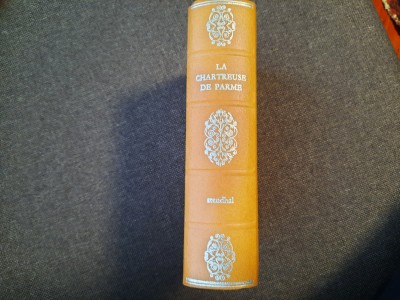 LA
CHARTREUSE
DE PARME
stendhal